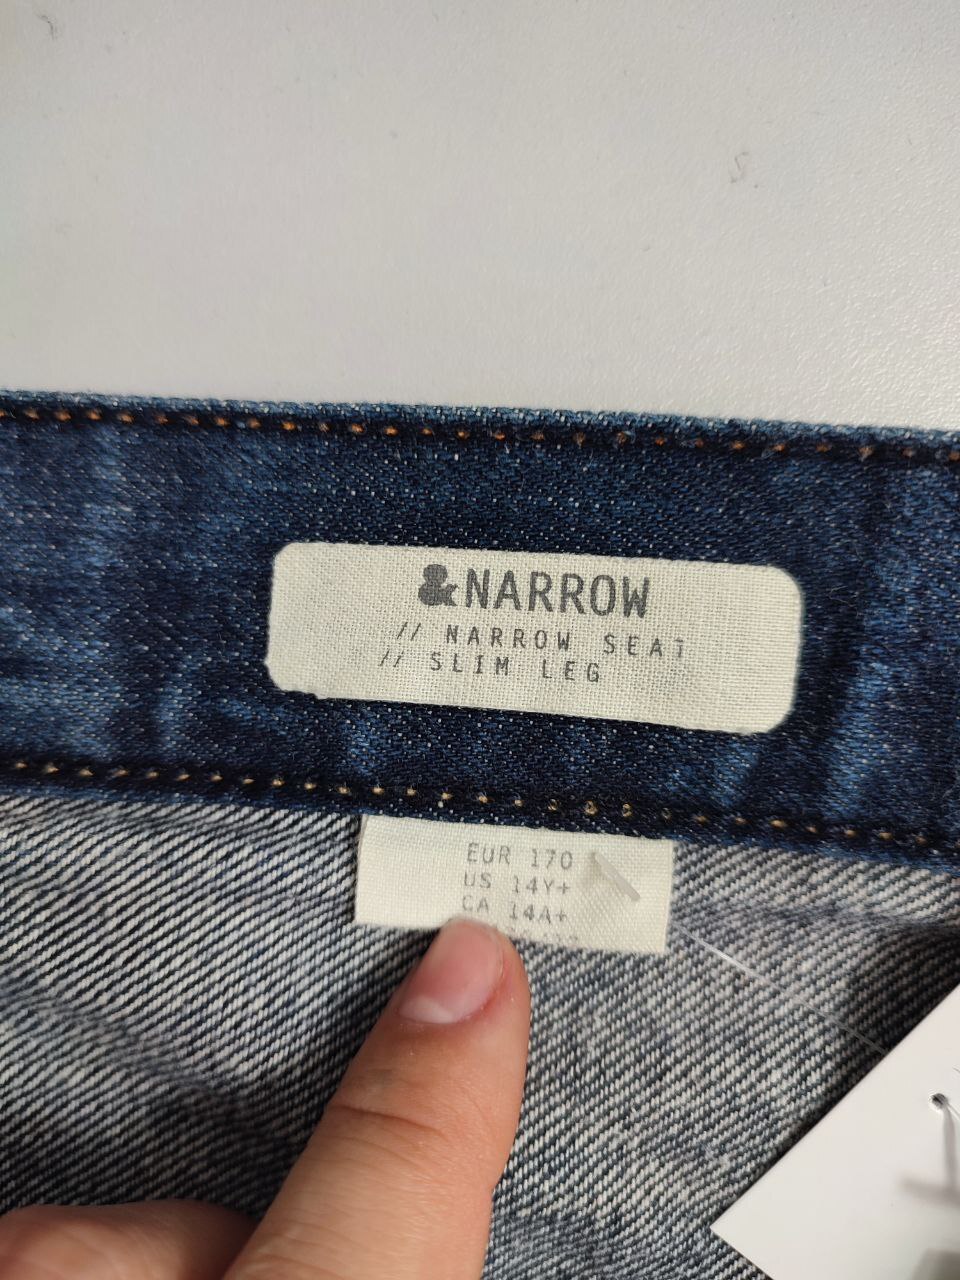 &NARROW
// NARROW SEAT
// SLIM LEG
EUR 170
US 14Y+
CA 14A+